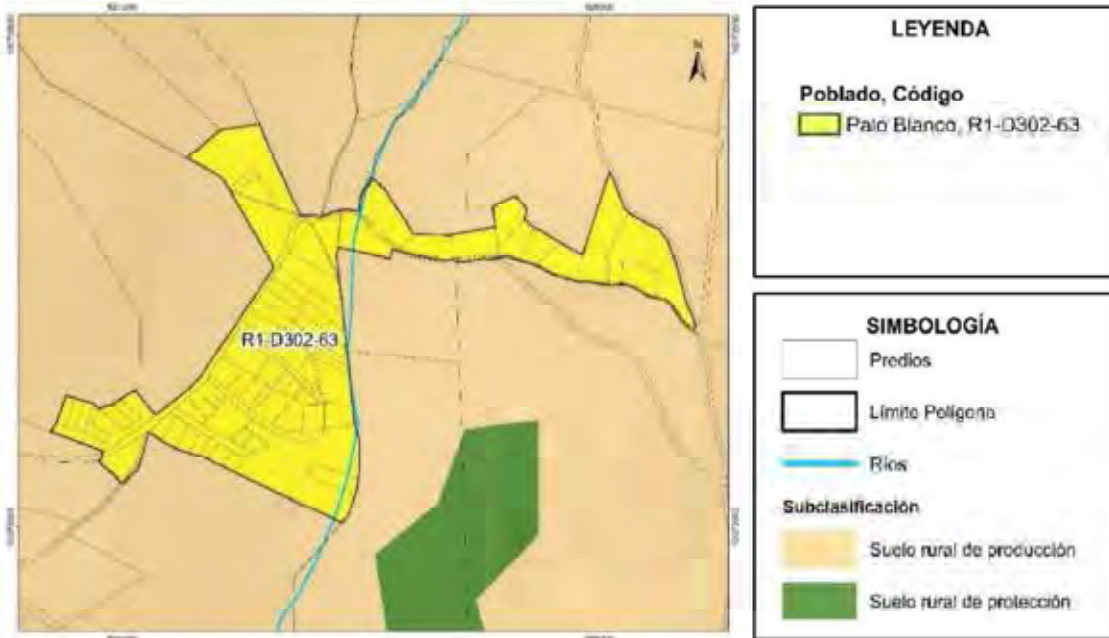 N
R1-D302-63
LEYENDA
Poblado, Código
Palo Blanco, R1-D302-63
SIMBOLOGÍA
Predios
Límite Polígono
Ríos
Subclasificación
Suelo rural de producción
Suelo rural de protección